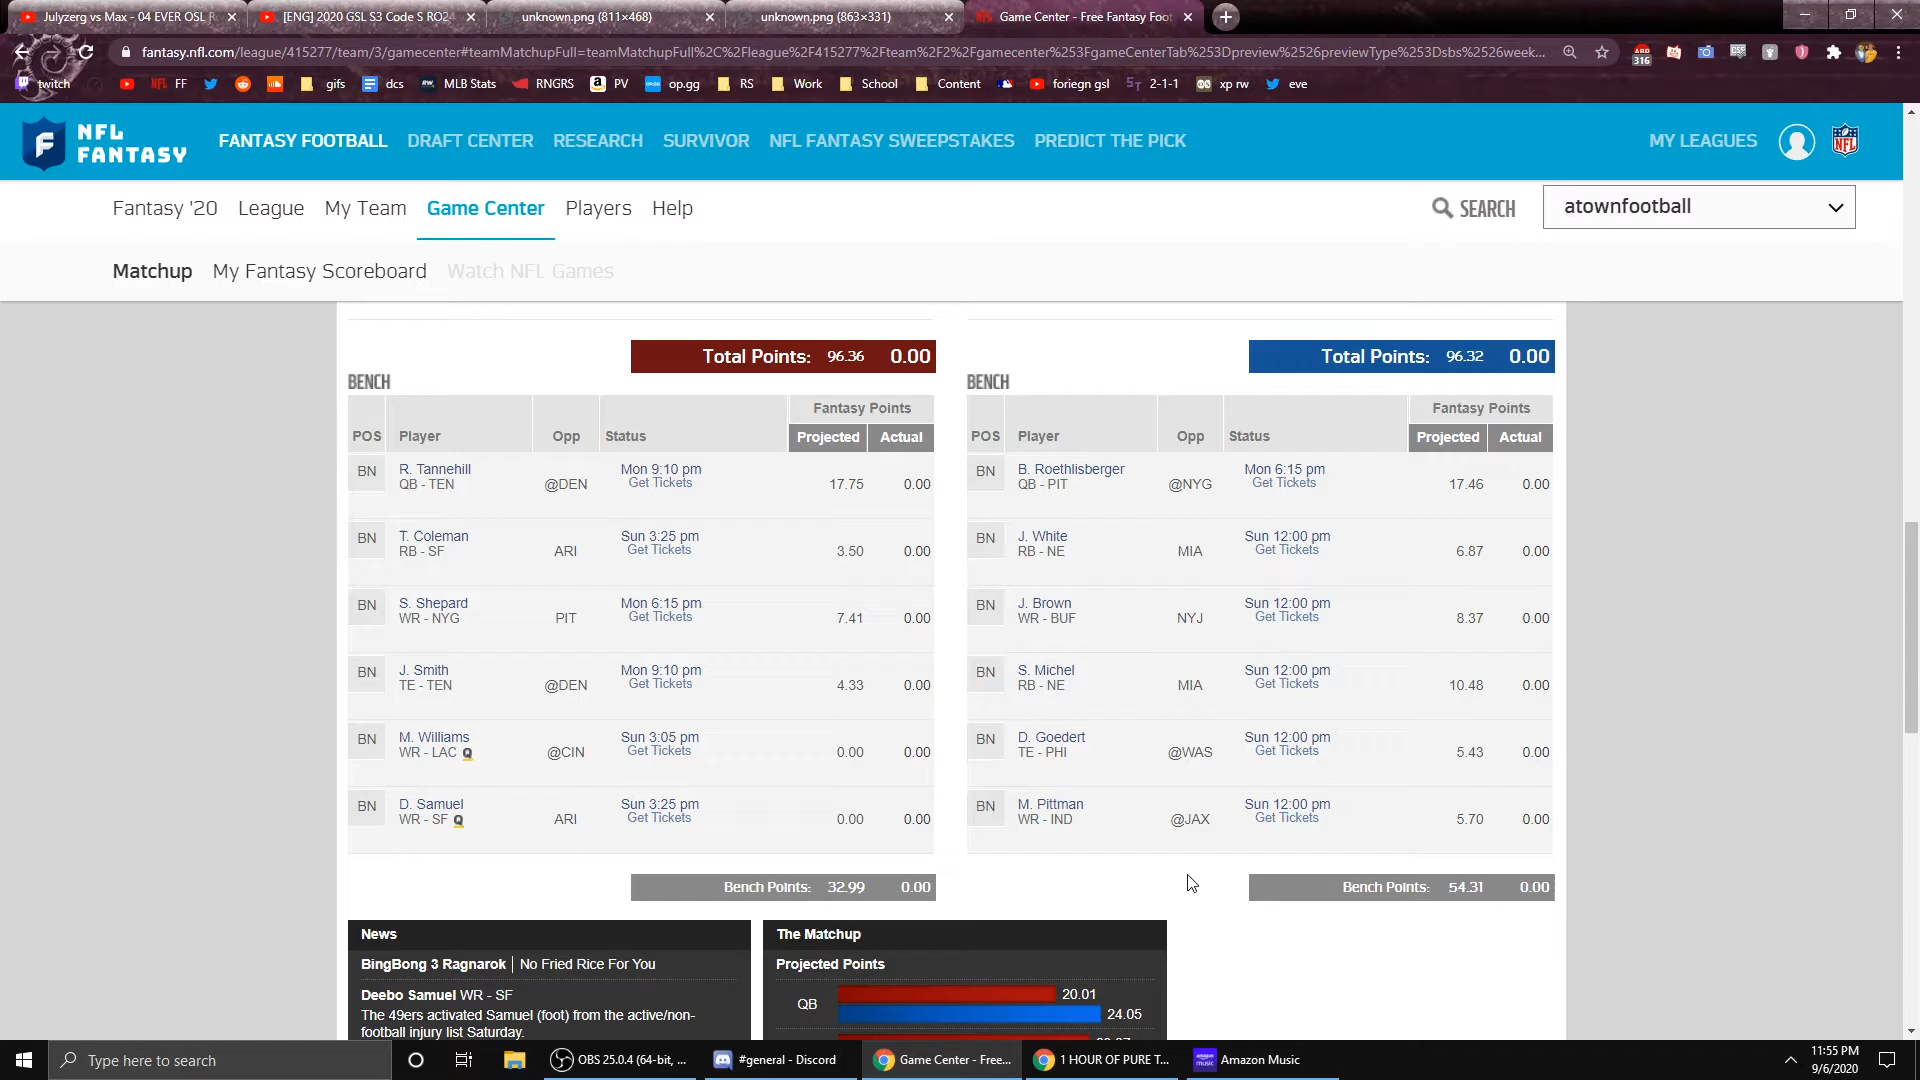 Julyzerg vs Max - 04 EVER OSL R
[ENG] 2020 GSL S3 Code S RO24
unknown.png (811×468)
unknown.png (863×331)
Game Center - Free Fantasy Foot
fantasy.nfl.com/league/415277/team/3/gamecenter#teamMatchupFull=teamMatchupFull%2C%2Fleague%2F415277%2Fteam%2F2%2Fgamecenter%253FgameCenterTab%253Dpreview%2526previewType%253Dsbs%2526week...
316
twitch
FF
gifs
dcs
MLB Stats
RNGRS
PV
op.gg
RS
Work
School
Content
foriegn gsl
2-1-1
xp rw
eve
NFL FANTASY
FANTASY FOOTBALL DRAFT CENTER RESEARCH SURVIVOR NFL FANTASY SWEEPSTAKES PREDICT THE PICK MY LEAGUES
Fantasy '20 League My Team Game Center Players Help SEARCH atownfootball
Matchup My Fantasy Scoreboard Watch NFL Games
Total Points: 96.36 0.00
BENCH
Fantasy Points
POS Player Opp Status Projected Actual
BN R. Tannehill Mon 9:10 pm
QB - TEN @DEN Get Tickets 17.75 0.00
BN T. Coleman Sun 3:25 pm
RB - SF ARI Get Tickets 3.50 0.00
BN S. Shepard Mon 6:15 pm
WR - NYG PIT Get Tickets 7.41 0.00
BN J. Smith Mon 9:10 pm
TE - TEN @DEN Get Tickets 4.33 0.00
BN M. Williams Sun 3:05 pm
WR - LAC Q @CIN Get Tickets 0.00 0.00
BN D. Samuel Sun 3:25 pm
WR - SF Q ARI Get Tickets 0.00 0.00
Bench Points: 32.99 0.00
Total Points: 96.32 0.00
BENCH
Fantasy Points
POS Player Opp Status Projected Actual
BN B. Roethlisberger Mon 6:15 pm
QB - PIT @NYG Get Tickets 17.46 0.00
BN J. White Sun 12:00 pm
RB - NE MIA Get Tickets 6.87 0.00
BN J. Brown Sun 12:00 pm
WR - BUF NYJ Get Tickets 8.37 0.00
BN S. Michel Sun 12:00 pm
RB - NE MIA Get Tickets 10.48 0.00
BN D. Goedert Sun 12:00 pm
TE - PHI @WAS Get Tickets 5.43 0.00
BN M. Pittman Sun 12:00 pm
WR - IND @JAX Get Tickets 5.70 0.00
Bench Points: 54.31 0.00
News
BingBong 3 Ragnarok | No Fried Rice For You
Deebo Samuel WR - SF
The 49ers activated Samuel (foot) from the active/non-
football injury list Saturday.
The Matchup
Projected Points
QB 20.01
24.05
Type here to search
OBS 25.0.4 (64-bit, ...
#general - Discord
Game Center - Free...
1 HOUR OF PURE T...
Amazon Music
11:55 PM
9/6/2020